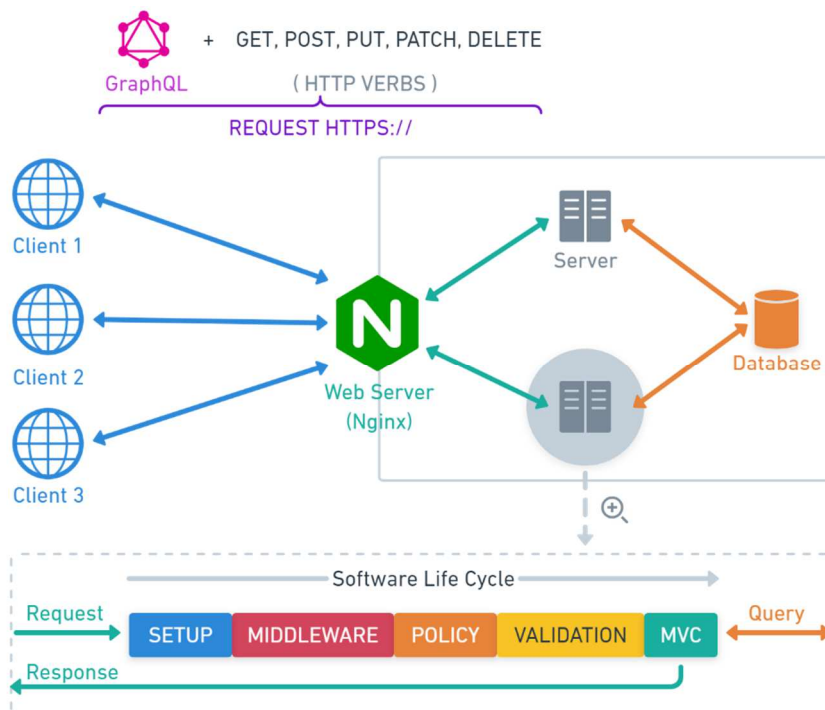 + GET, POST, PUT, PATCH, DELETE
GraphQL
( HTTP VERBS )
REQUEST HTTPS://
Client 1
Client 2
Client 3
N
Web Server
(Nginx)
Server
Database
Software Life Cycle
Request
SETUP
MIDDLEWARE
POLICY
VALIDATION
MVC
Query
Response